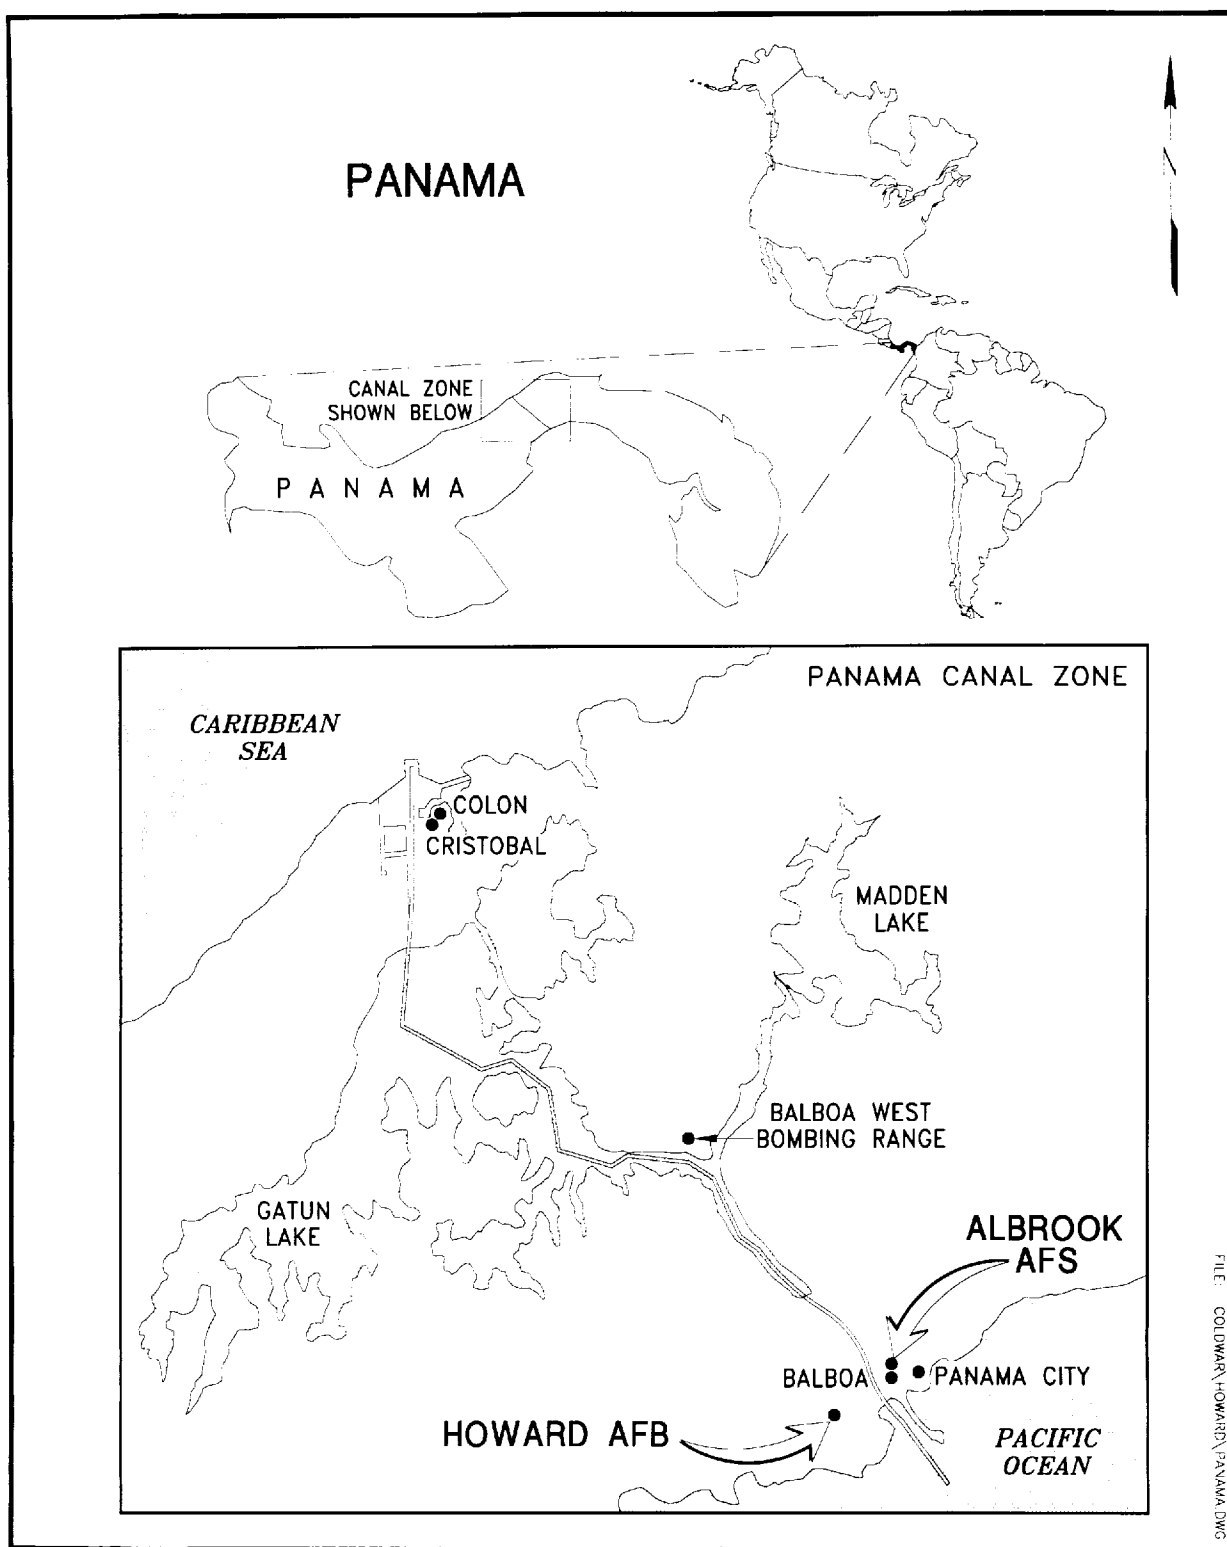 PANAMA
CANAL ZONE
SHOWN BELOW
PANAMA
PANAMA CANAL ZONE
CARIBBEAN
SEA
COLON
CRISTOBAL
MADDEN
LAKE
BALBOA WEST
BOMBING RANGE
GATUN
LAKE
ALBROOK
AFS
BALBOA
PANAMA CITY
HOWARD AFB
PACIFIC
OCEAN
FILE: COLDWAR\HOWARD\PANAMA.DWG